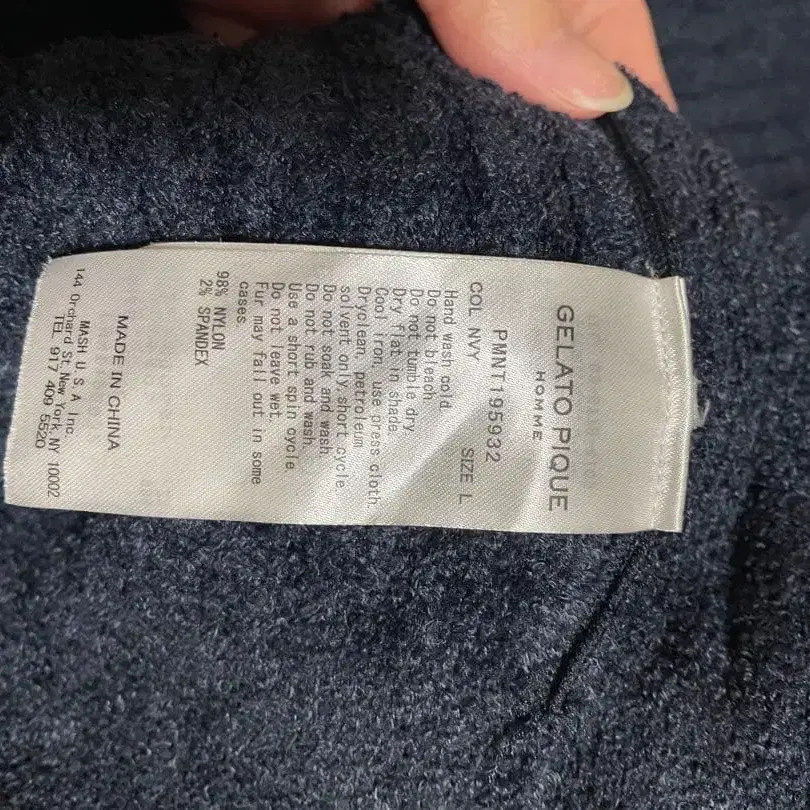 GELATO PIQUE
HOMME
PMNT195932
COL NVY SIZE L
Hand wash cold
Do not bleach
Do not tumble dry
Dry flat in shade
Cool iron, use press cloth
Dryclean, petroleum
solvent only, short cycle
Do not soak and wash.
Do not rub and wash.
Use a short spin cycle
Do not leave wet.
Fur may fall out in some
cases
98% NYLON
2% SPANDEX
MADE IN CHINA
MASH U.S.A Inc.
144 Orchard St. New York, NY 10002
TEL 917 409 5520